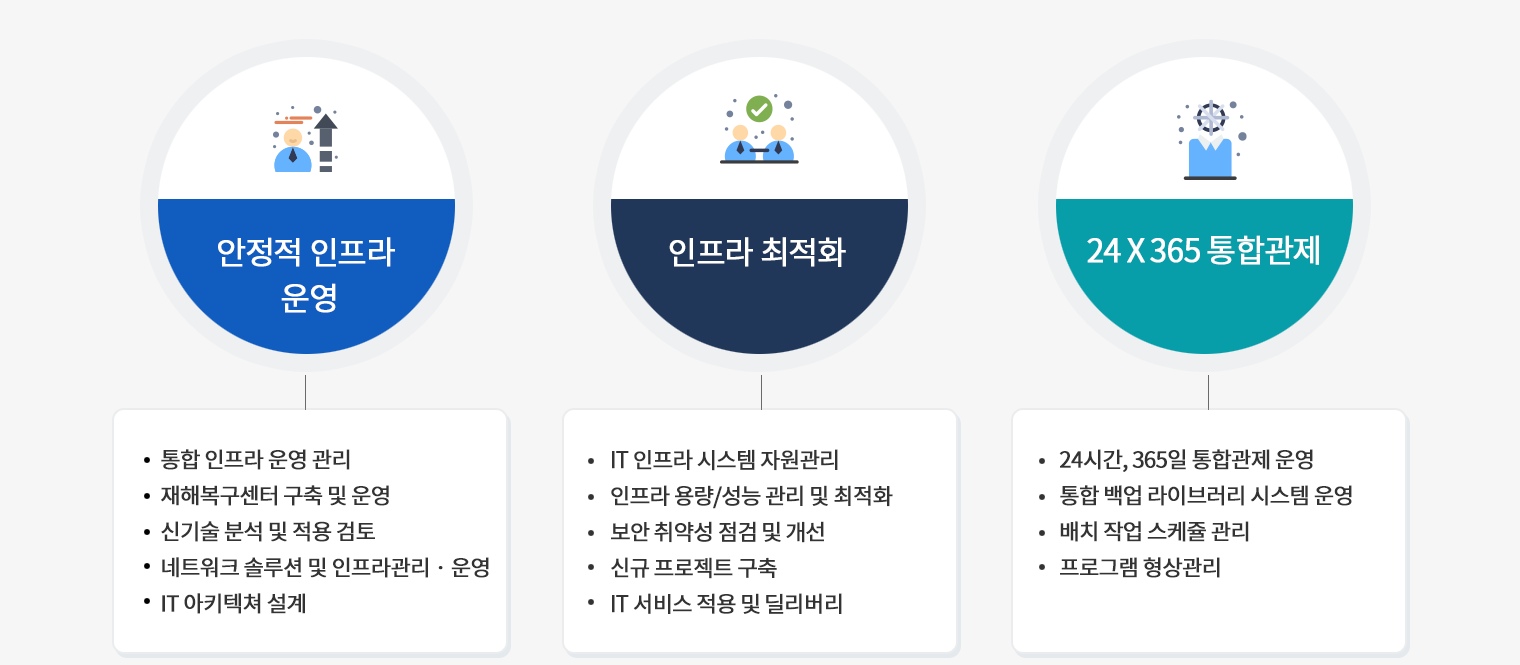 안정적 인프라
운영
• 통합 인프라 운영 관리
• 재해복구센터 구축 및 운영
• 신기술 분석 및 적용 검토
• 네트워크 솔루션 및 인프라관리 · 운영
• IT 아키텍쳐 설계
인프라 최적화
• IT 인프라 시스템 자원관리
• 인프라 용량/성능 관리 및 최적화
• 보안 취약성 점검 및 개선
• 신규 프로젝트 구축
• IT 서비스 적용 및 딜리버리
24 X 365 통합관제
• 24시간, 365일 통합관제 운영
• 통합 백업 라이브러리 시스템 운영
• 배치 작업 스케쥴 관리
• 프로그램 형상관리